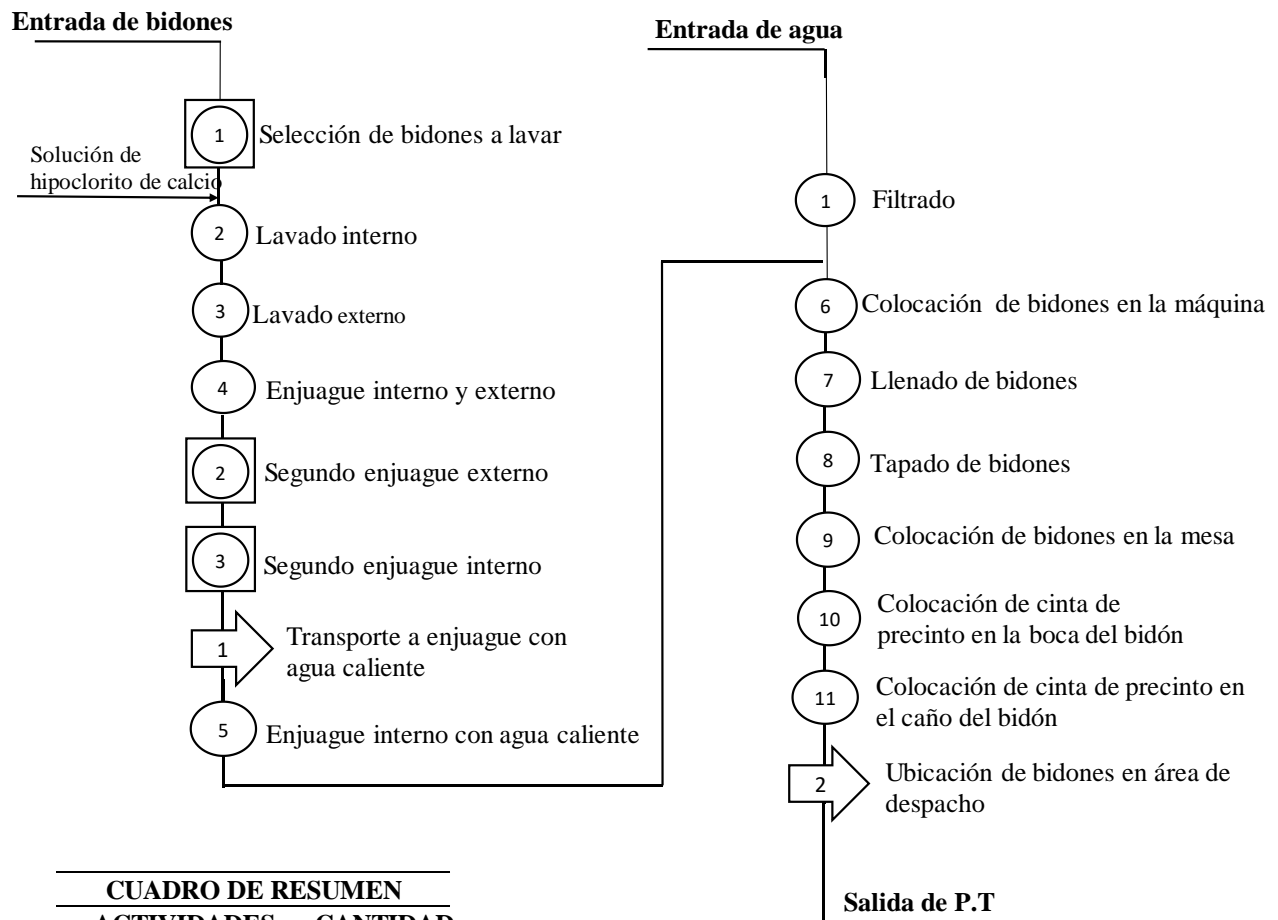 Entrada de bidones
1
Selección de bidones a lavar
Solución de
hipoclorito de calcio
2
Lavado interno
3
Lavado externo
4
Enjuague interno y externo
2
Segundo enjuague externo
3
Segundo enjuague interno
1
Transporte a enjuague con
agua caliente
5
Enjuague interno con agua caliente
Entrada de agua
1
Filtrado
6
Colocación de bidones en la máquina
7
Llenado de bidones
8
Tapado de bidones
9
Colocación de bidones en la mesa
10
Colocación de cinta de
precinto en la boca del bidón
11
Colocación de cinta de precinto en
el caño del bidón
2
Ubicación de bidones en área de
despacho
Salida de P.T
CUADRO DE RESUMEN
ACTIVIDADES CANTIDAD